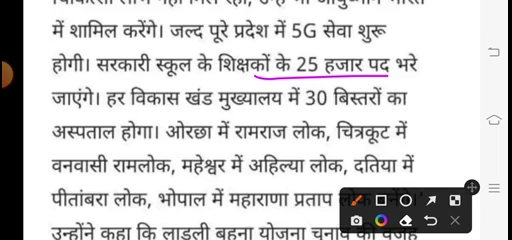 में शामिल करेंगे। जल्द पूरे प्रदेश में 5G सेवा शुरू
होगी। सरकारी स्कूल के शिक्षकों के 25 हजार पद भरे
जाएंगे। हर विकास खंड मुख्यालय में 30 बिस्तरों का
अस्पताल होगा। ओरछा में रामराज लोक, चित्रकूट में
वनवासी रामलोक, महेश्वर में अहिल्या लोक, दतिया में
पीतांबरा लोक, भोपाल में महाराणा प्रताप लोक
उन्होंने कहा कि लाडली बहना योजना चुनाव की वजह